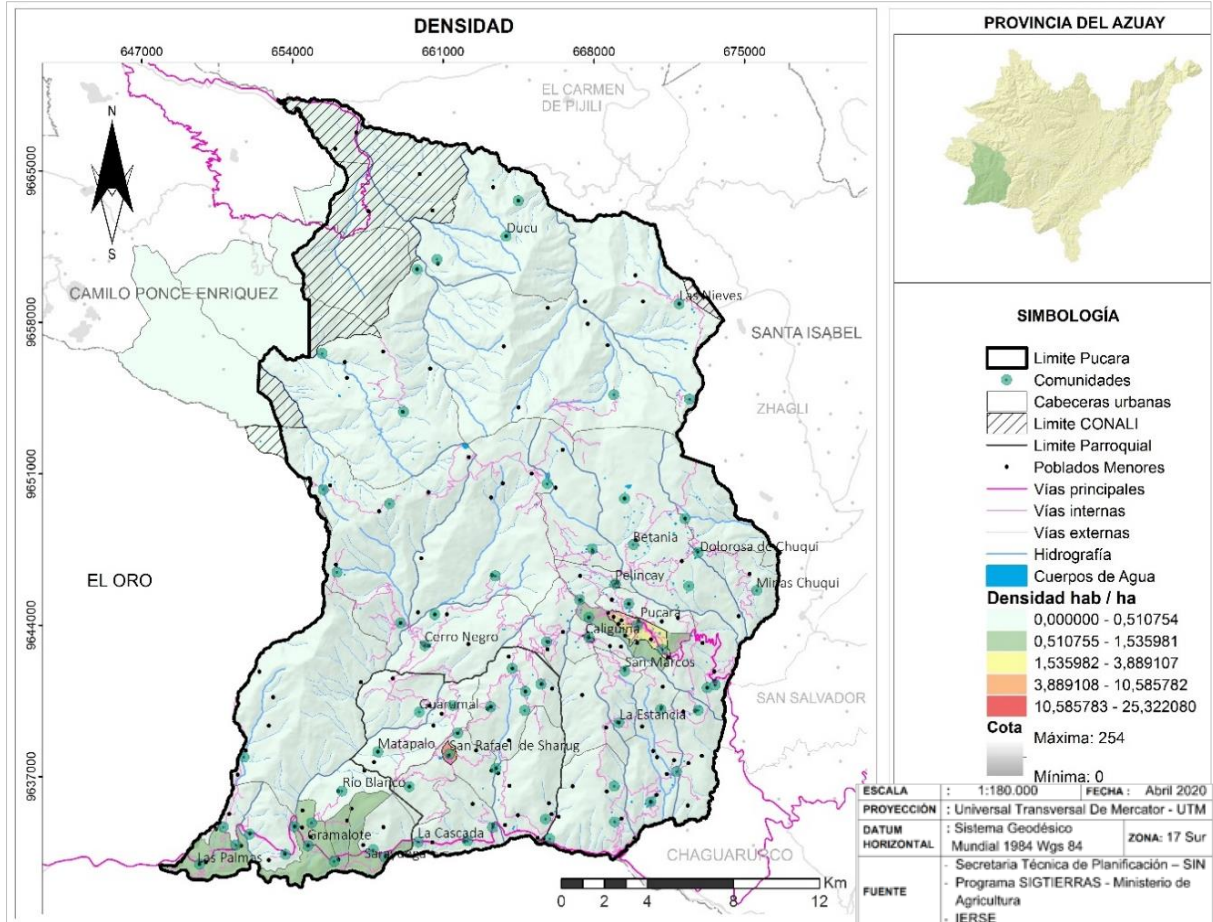 DENSIDAD
647000 654000 661000 668000 675000
9665000
9658000
9651000
9644000
9637000
N
S
EL CARMEN
DE PIJILI
Ducu
Las Nieves
CAMILO PONCE ENRIQUEZ
SANTA ISABEL
ZHAGLI
Betania
Dolorosa de Chuqui
Pelincay
Minas Chuqui
EL ORO
Pucará
Caliguiña
Cerro Negro
San Marcos
SAN SALVADOR
Guarumal
La Estancia
Matapalo
San Rafael de Sharug
Río Blanco
Gramalote
La Cascada
Las Palmas
CHAGUARURCO
Km
0 2 4 8 12
PROVINCIA DEL AZUAY
SIMBOLOGÍA
Limite Pucara
Comunidades
Cabeceras urbanas
Limite CONALI
Limite Parroquial
Poblados Menores
Vías principales
Vías internas
Vías externas
Hidrografía
Cuerpos de Agua
Densidad hab / ha
0,000000 - 0,510754
0,510755 - 1,535981
1,535982 - 3,889107
3,889108 - 10,585782
10,585783 - 25,322080
Cota
Máxima: 254
Mínima: 0
ESCALA : 1:180.000 FECHA : Abril 2020
PROYECCIÓN : Universal Transversal De Mercator - UTM
DATUM HORIZONTAL : Sistema Geodésico Mundial 1984 Wgs 84 ZONA: 17 Sur
FUENTE
- Secretaria Técnica de Planificación – SIN
- Programa SIGTIERRAS - Ministerio de
Agricultura
- IERSE